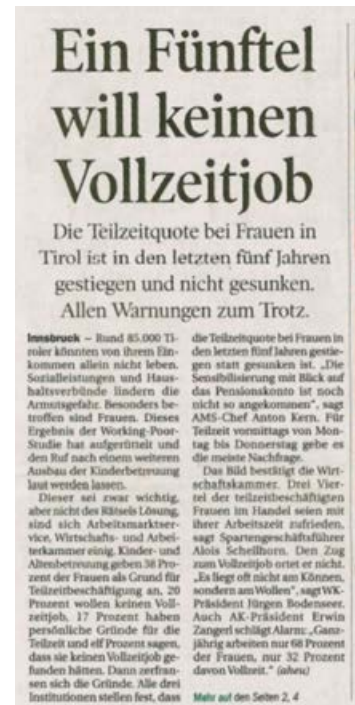 Ein Fünftel
will keinen
Vollzeitjob
Die Teilzeitquote bei Frauen in
Tirol ist in den letzten fünf Jahren
gestiegen und nicht gesunken.
Allen Warnungen zum Trotz.
Innsbruck – Rund 85.000 Ti-
roler könnten von ihrem Ein-
kommen allein nicht leben.
Sozialleistungen und Haus-
haltsverbünde lindern die
Armutsgefahr. Besonders be-
troffen sind Frauen. Dieses
Ergebnis der Working-Poor-
Studie hat aufgerüttelt und
den Ruf nach einem weiteren
Ausbau der Kinderbetreuung
laut werden lassen.
Dieser sei zwar wichtig,
aber nicht des Rätsels Lösung,
sind sich Arbeitsmarktser-
vice, Wirtschafts- und Arbei-
terkammer einig. Kinder- und
Altenbetreuung geben 38 Pro-
zent der Frauen als Grund für
Teilzeitbeschäftigung an, 20
Prozent wollen keinen Voll-
zeitjob, 17 Prozent haben
persönliche Gründe für die
Teilzeit und elf Prozent sagen,
dass sie keinen Vollzeitjob ge-
funden hätten. Dann zerfran-
sen sich die Gründe. Alle drei
Institutionen stellen fest, dass
die Teilzeitquote bei Frauen in
den letzten fünf Jahren gestie-
gen statt gesunken ist. „Die
Sensibilisierung mit Blick auf
das Pensionskonto ist noch
nicht so angekommen“, sagt
AMS-Chef Anton Kern. Für
Teilzeit vormittags von Mon-
tag bis Donnerstag gebe es
die meiste Nachfrage.
Das Bild bestätigt die Wirt-
schaftskammer. Drei Vier-
tel der teilzeitbeschäftigten
Frauen im Handel seien mit
ihrer Arbeitszeit zufrieden,
sagt Spartengeschäftsführer
Alois Schellhorn. Den Zug
zum Vollzeitjob ortet er nicht.
„Es liegt oft nicht am Können,
sondern am Wollen“, sagt WK-
Präsident Jürgen Bodenseer.
Auch AK-Präsident Erwin
Zangerl schlägt Alarm: „Ganz-
jährig arbeiten nur 68 Prozent
der Frauen, nur 32 Prozent
davon Vollzeit.“ (aheu)
Mehr auf den Seiten 2, 4